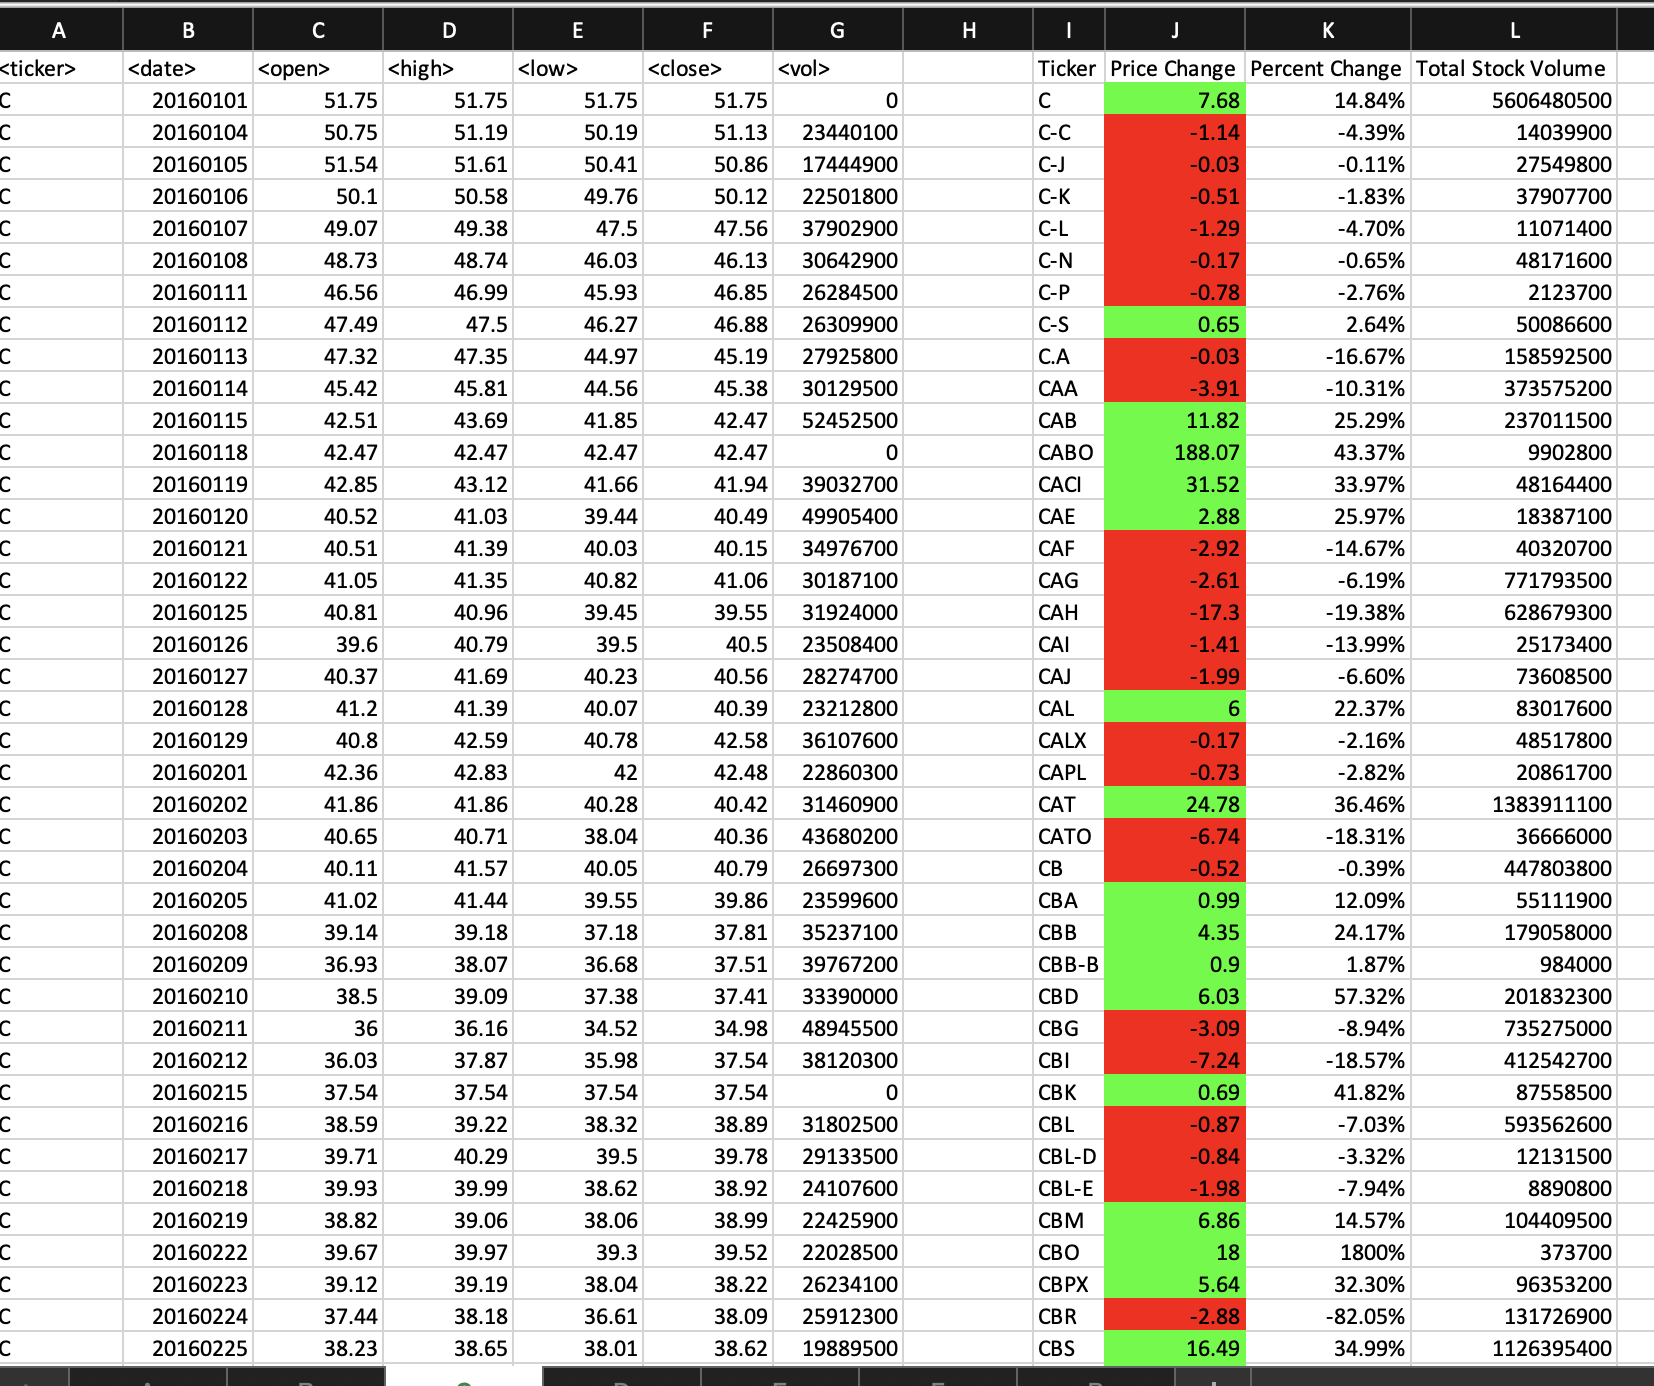 A B C D E F G H I J K L
<ticker> <date> <open> <high> <low> <close> <vol> Ticker Price Change Percent Change Total Stock Volume
C 20160101 51.75 51.75 51.75 51.75 0 C 7.68 14.84% 5606480500
C 20160104 50.75 51.19 50.19 51.13 23440100 C-C -1.14 -4.39% 14039900
C 20160105 51.54 51.61 50.41 50.86 17444900 C-J -0.03 -0.11% 27549800
C 20160106 50.1 50.58 49.76 50.12 22501800 C-K -0.51 -1.83% 37907700
C 20160107 49.07 49.38 47.5 47.56 37902900 C-L -1.29 -4.70% 11071400
C 20160108 48.73 48.74 46.03 46.13 30642900 C-N -0.17 -0.65% 48171600
C 20160111 46.56 46.99 45.93 46.85 26284500 C-P -0.78 -2.76% 2123700
C 20160112 47.49 47.5 46.27 46.88 26309900 C-S 0.65 2.64% 50086600
C 20160113 47.32 47.35 44.97 45.19 27925800 C.A -0.03 -16.67% 158592500
C 20160114 45.42 45.81 44.56 45.38 30129500 CAA -3.91 -10.31% 373575200
C 20160115 42.51 43.69 41.85 42.47 52452500 CAB 11.82 25.29% 237011500
C 20160118 42.47 42.47 42.47 42.47 0 CABO 188.07 43.37% 9902800
C 20160119 42.85 43.12 41.66 41.94 39032700 CACI 31.52 33.97% 48164400
C 20160120 40.52 41.03 39.44 40.49 49905400 CAE 2.88 25.97% 18387100
C 20160121 40.51 41.39 40.03 40.15 34976700 CAF -2.92 -14.67% 40320700
C 20160122 41.05 41.35 40.82 41.06 30187100 CAG -2.61 -6.19% 771793500
C 20160125 40.81 40.96 39.45 39.55 31924000 CAH -17.3 -19.38% 628679300
C 20160126 39.6 40.79 39.5 40.5 23508400 CAI -1.41 -13.99% 25173400
C 20160127 40.37 41.69 40.23 40.56 28274700 CAJ -1.99 -6.60% 73608500
C 20160128 41.2 41.39 40.07 40.39 23212800 CAL 6 22.37% 83017600
C 20160129 40.8 42.59 40.78 42.58 36107600 CALX -0.17 -2.16% 48517800
C 20160201 42.36 42.83 42 42.48 22860300 CAPL -0.73 -2.82% 20861700
C 20160202 41.86 41.86 40.28 40.42 31460900 CAT 24.78 36.46% 1383911100
C 20160203 40.65 40.71 38.04 40.36 43680200 CATO -6.74 -18.31% 36666000
C 20160204 40.11 41.57 40.05 40.79 26697300 CB -0.52 -0.39% 447803800
C 20160205 41.02 41.44 39.55 39.86 23599600 CBA 0.99 12.09% 55111900
C 20160208 39.14 39.18 37.18 37.81 35237100 CBB 4.35 24.17% 179058000
C 20160209 36.93 38.07 36.68 37.51 39767200 CBB-B 0.9 1.87% 984000
C 20160210 38.5 39.09 37.38 37.41 33390000 CBD 6.03 57.32% 201832300
C 20160211 36 36.16 34.52 34.98 48945500 CBG -3.09 -8.94% 735275000
C 20160212 36.03 37.87 35.98 37.54 38120300 CBI -7.24 -18.57% 412542700
C 20160215 37.54 37.54 37.54 37.54 0 CBK 0.69 41.82% 87558500
C 20160216 38.59 39.22 38.32 38.89 31802500 CBL -0.87 -7.03% 593562600
C 20160217 39.71 40.29 39.5 39.78 29133500 CBL-D -0.84 -3.32% 12131500
C 20160218 39.93 39.99 38.62 38.92 24107600 CBL-E -1.98 -7.94% 8890800
C 20160219 38.82 39.06 38.06 38.99 22425900 CBM 6.86 14.57% 104409500
C 20160222 39.67 39.97 39.3 39.52 22028500 CBO 18 1800% 373700
C 20160223 39.12 39.19 38.04 38.22 26234100 CBPX 5.64 32.30% 96353200
C 20160224 37.44 38.18 36.61 38.09 25912300 CBR -2.88 -82.05% 131726900
C 20160225 38.23 38.65 38.01 38.62 19889500 CBS 16.49 34.99% 1126395400